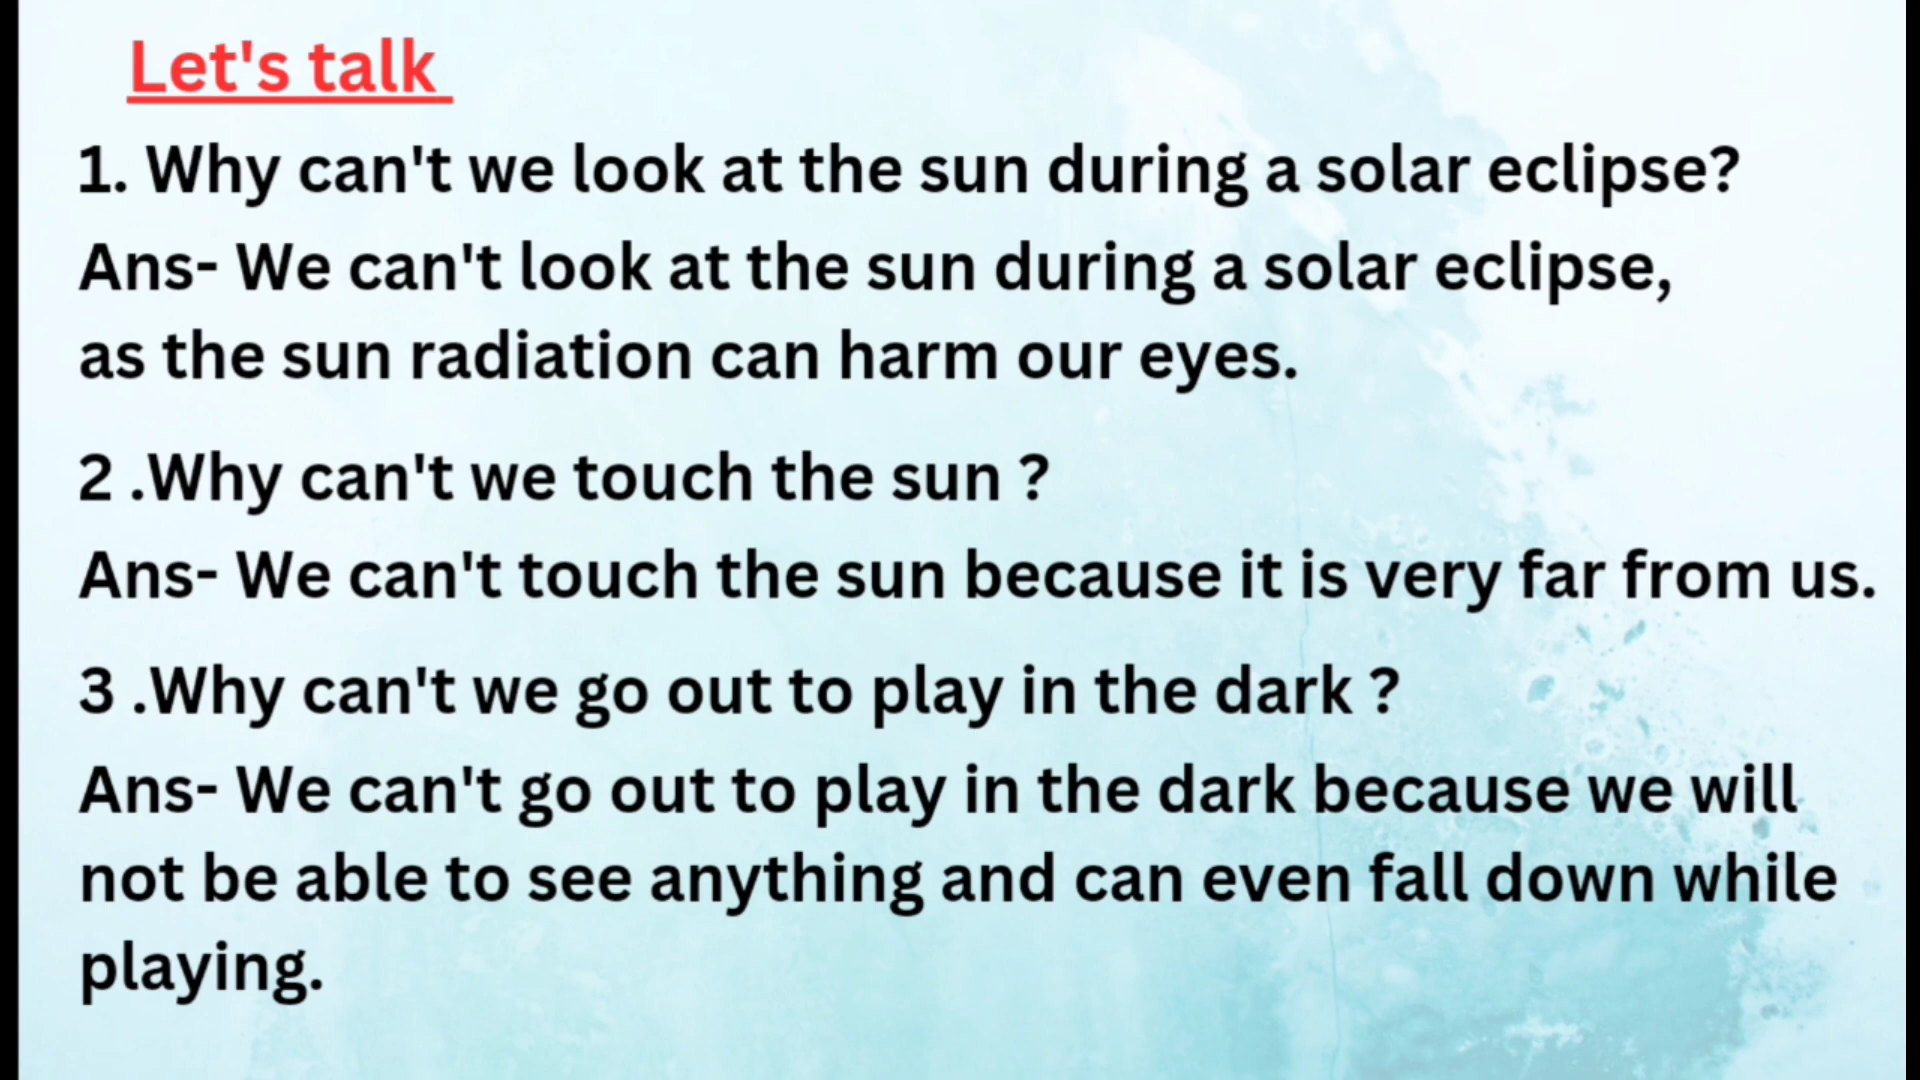 Let's talk
1. Why can't we look at the sun during a solar eclipse?
Ans- We can't look at the sun during a solar eclipse,
as the sun radiation can harm our eyes.
2 .Why can't we touch the sun ?
Ans- We can't touch the sun because it is very far from us.
3 .Why can't we go out to play in the dark ?
Ans- We can't go out to play in the dark because we will
not be able to see anything and can even fall down while
playing.